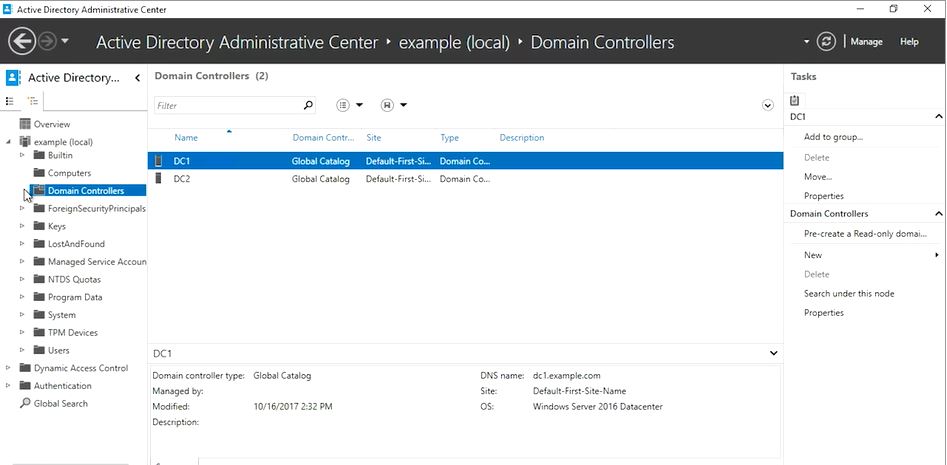 Active Directory Administrative Center
Active Directory Administrative Center • example (local) • Domain Controllers
Manage
Help
Active Directory...
Overview
example (local)
Builtin
Computers
Domain Controllers
ForeignSecurityPrincipals
Keys
LostAndFound
Managed Service Accoun
NTDS Quotas
Program Data
System
TPM Devices
Users
Dynamic Access Control
Authentication
Global Search
Domain Controllers (2)
Filter
Name Domain Contr... Site Type Description
DC1 Global Catalog Default-First-Si... Domain Co...
DC2 Global Catalog Default-First-Si... Domain Co...
DC1
Domain controller type: Global Catalog DNS name: dc1.example.com
Managed by: Site: Default-First-Site-Name
Modified: 10/16/2017 2:32 PM OS: Windows Server 2016 Datacenter
Description:
Tasks
DC1
Add to group...
Delete
Move...
Properties
Domain Controllers
Pre-create a Read-only domai...
New
Delete
Search under this node
Properties